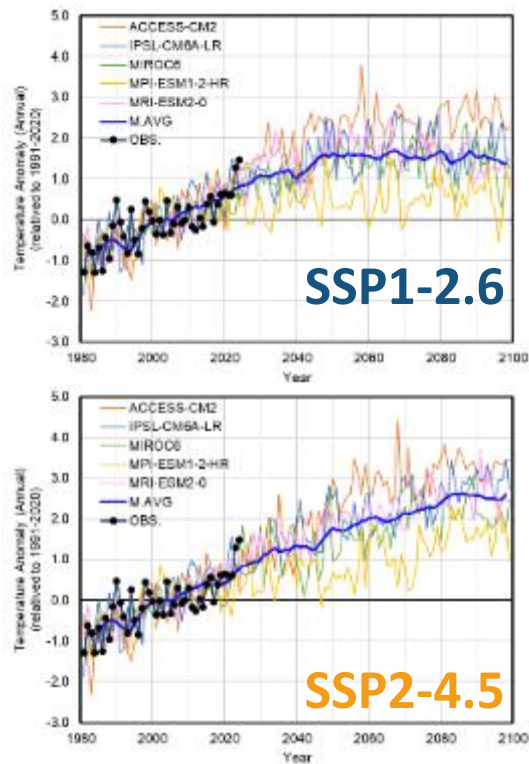 Temperature Anomaly (Annual)
(relatived to 1991-2020)
5.0
4.0
3.0
2.0
1.0
0.0
-1.0
-2.0
-3.0
ACCESS-CM2
IPSL-CM6A-LR
MIROC6
MPI-ESM1-2-HR
MRI-ESM2-0
M.AVG
OBS.
SSP1-2.6
1980 2000 2020 2040 2060 2080 2100
Year
Temperature Anomaly (Annual)
(relatived to 1991-2020)
5.0
4.0
3.0
2.0
1.0
0.0
-1.0
-2.0
-3.0
ACCESS-CM2
IPSL-CM6A-LR
MIROC6
MPI-ESM1-2-HR
MRI-ESM2-0
M.AVG
OBS.
SSP2-4.5
1980 2000 2020 2040 2060 2080 2100
Year